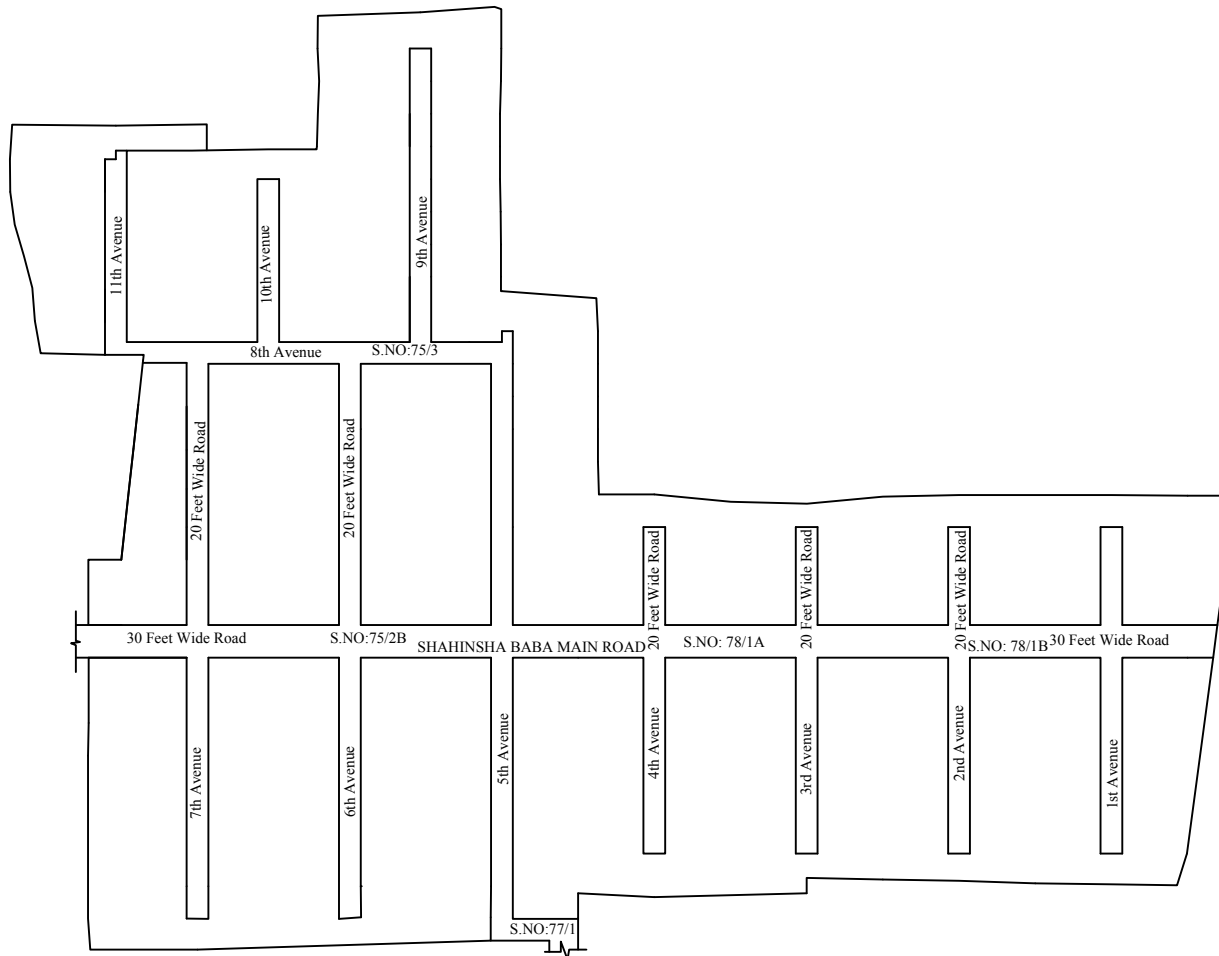 9th Avenue
11th Avenue
10th Avenue
8th Avenue
S.NO:75/3
20 Feet Wide Road
20 Feet Wide Road
20 Feet Wide Road
20 Feet Wide Road
20 Feet Wide Road
30 Feet Wide Road
S.NO:75/2B
SHAHINSHA BABA MAIN ROAD
S.NO: 78/1A
S.NO: 78/1B
30 Feet Wide Road
7th Avenue
6th Avenue
5th Avenue
4th Avenue
3rd Avenue
2nd Avenue
1st Avenue
S.NO:77/1